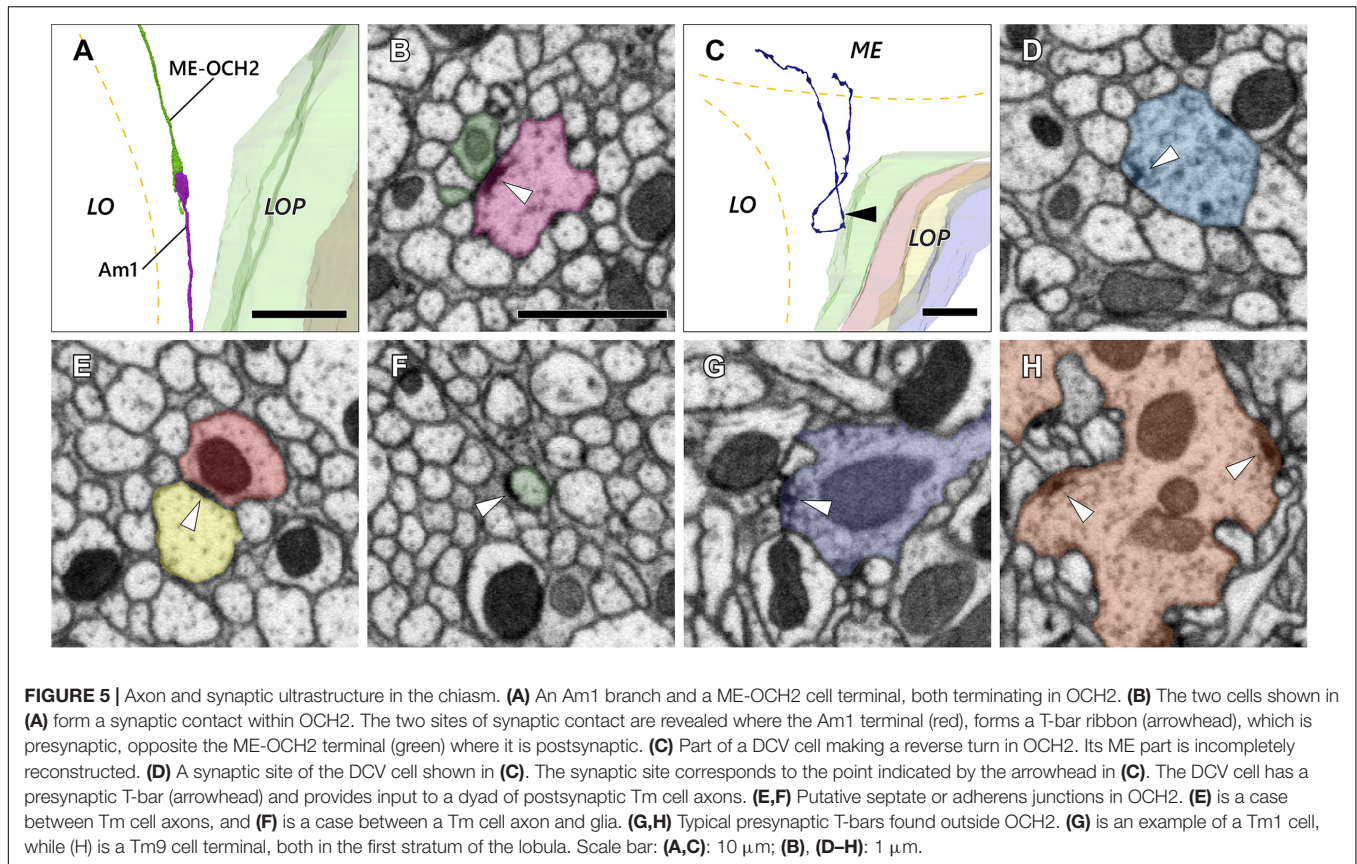 A
ME-OCH2
LO
LOP
Am1
B
C
ME
LO
LOP
D
E
F
G
H
FIGURE 5 | Axon and synaptic ultrastructure in the chiasm. (A) An Am1 branch and a ME-OCH2 cell terminal, both terminating in OCH2. (B) The two cells shown in
(A) form a synaptic contact within OCH2. The two sites of synaptic contact are revealed where the Am1 terminal (red), forms a T-bar ribbon (arrowhead), which is
presynaptic, opposite the ME-OCH2 terminal (green) where it is postsynaptic. (C) Part of a DCV cell making a reverse turn in OCH2. Its ME part is incompletely
reconstructed. (D) A synaptic site of the DCV cell shown in (C). The synaptic site corresponds to the point indicated by the arrowhead in (C). The DCV cell has a
presynaptic T-bar (arrowhead) and provides input to a dyad of postsynaptic Tm cell axons. (E,F) Putative septate or adherens junctions in OCH2. (E) is a case
between Tm cell axons, and (F) is a case between a Tm cell axon and glia. (G,H) Typical presynaptic T-bars found outside OCH2. (G) is an example of a Tm1 cell,
while (H) is a Tm9 cell terminal, both in the first stratum of the lobula. Scale bar: (A,C): 10 μm; (B), (D–H): 1 μm.